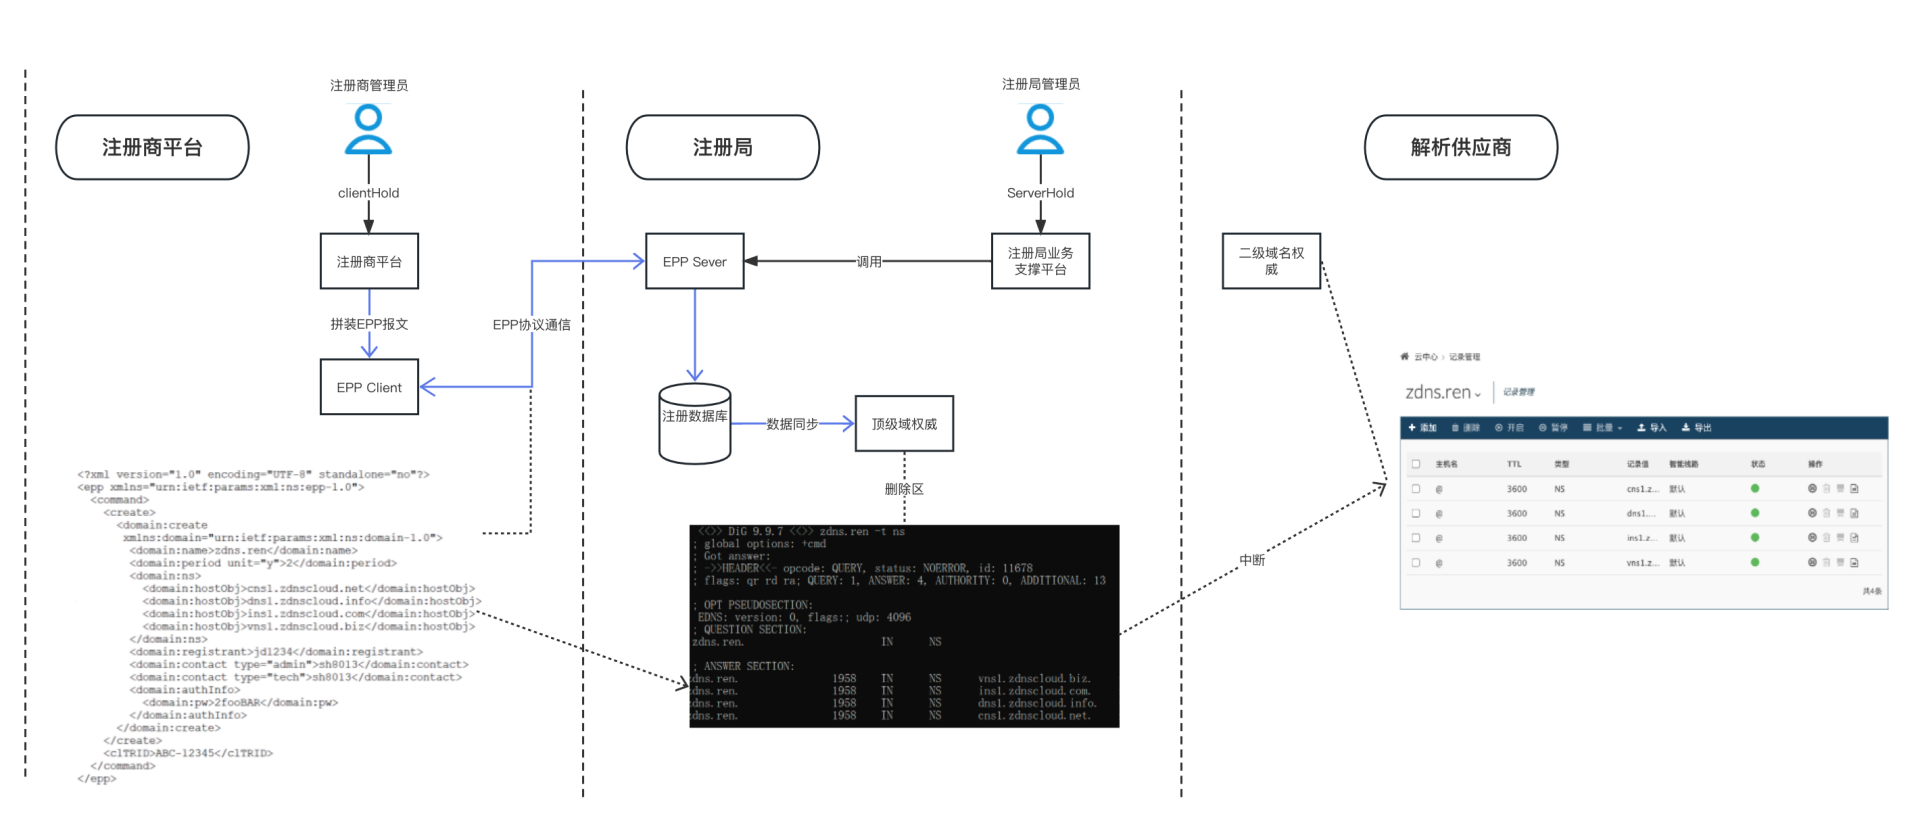 注册商管理员
注册局管理员
注册商平台
注册局
解析供应商
clientHold
ServerHold
注册商平台
EPP Sever
调用
注册局业务
支撑平台
二级域名权
威
拼装EPP报文
EPP协议通信
EPP Client
注册数据库
数据同步
顶级域权威
删除区
中断
<?xml version="1.0" encoding="UTF-8" standalone="no"?>
<epp xmlns="urn:ietf:params:xml:ns:epp-1.0">
<command>
<create>
<domain:create
xmlns:domain="urn:ietf:params:xml:ns:domain-1.0">
<domain:name>zdns.ren</domain:name>
<domain:period unit="y">2</domain:period>
<domain:ns>
<domain:hostObj>cns1.zdnscloud.net</domain:hostObj>
<domain:hostObj>dns1.zdnscloud.info</domain:hostObj>
<domain:hostObj>ins1.zdnscloud.com</domain:hostObj>
<domain:hostObj>vns1.zdnscloud.biz</domain:hostObj>
</domain:ns>
<domain:registrant>jd1234</domain:registrant>
<domain:contact type="admin">sh8013</domain:contact>
<domain:contact type="tech">sh8013</domain:contact>
<domain:authInfo>
<domain:pw>2fooBAR</domain:pw>
</domain:authInfo>
</domain:create>
</create>
<clTRID>ABC-12345</clTRID>
</command>
</epp>
<<>> DiG 9.9.7 <<>> zdns.ren -t ns
; global options: +cmd
; Got answer:
; ->>HEADER<<- opcode: QUERY, status: NOERROR, id: 11678
; flags: qr rd ra; QUERY: 1, ANSWER: 4, AUTHORITY: 0, ADDITIONAL: 13
; OPT PSEUDOSECTION:
EDNS: version: 0, flags:; udp: 4096
; QUESTION SECTION:
zdns.ren. IN NS
; ANSWER SECTION:
zdns.ren. 1958 IN NS vns1.zdnscloud.biz.
zdns.ren. 1958 IN NS ins1.zdnscloud.com.
zdns.ren. 1958 IN NS dns1.zdnscloud.info.
zdns.ren. 1958 IN NS cns1.zdnscloud.net.
云中心 › 记录管理
zdns.ren 记录管理
添加 删除 开启 暂停 批量 导入 导出
主机名 TTL 类型 记录值 智能线路 状态 操作
@ 3600 NS cns1.z... 默认
@ 3600 NS dns1.... 默认
@ 3600 NS ins1.z... 默认
@ 3600 NS vns1.z... 默认
共4条